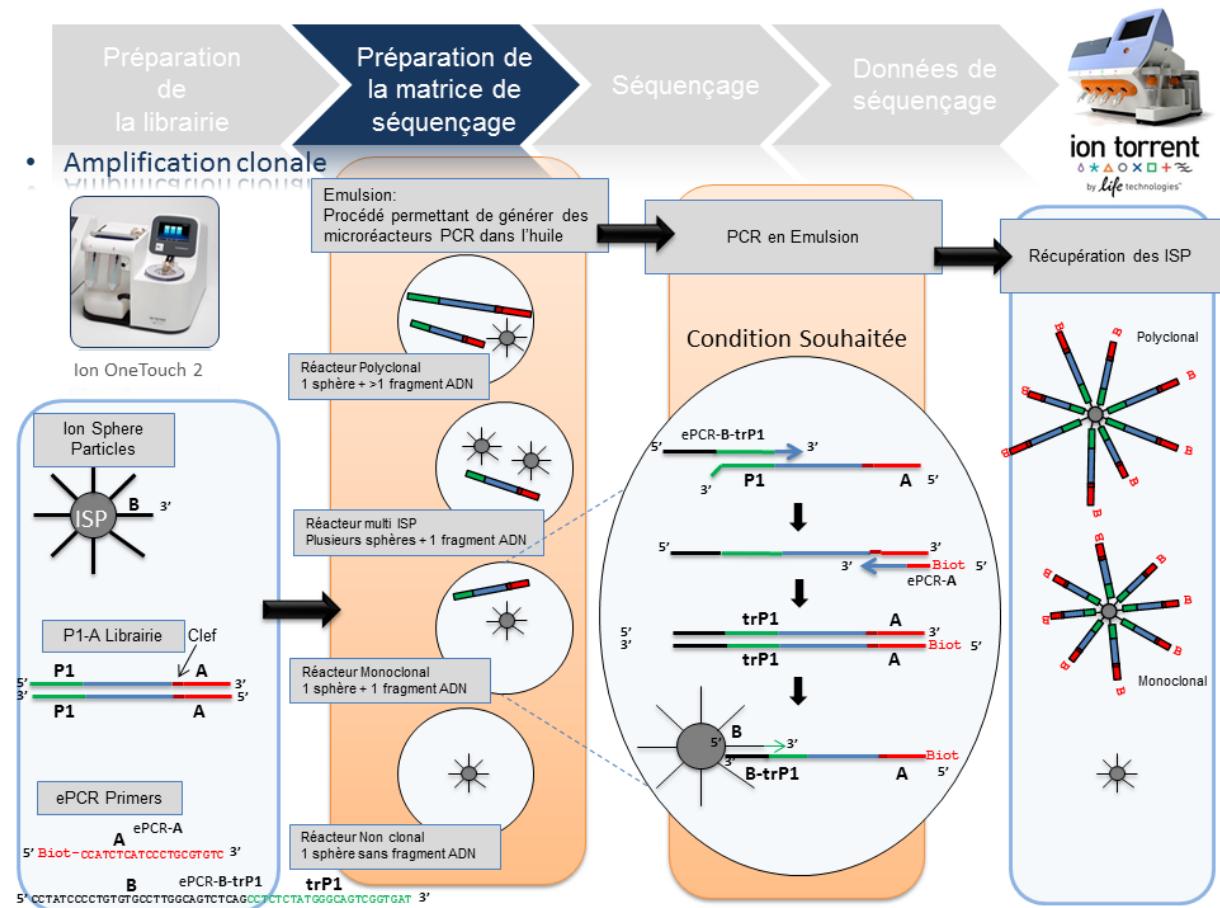 Préparation
de
la librairie
Préparation de
la matrice de
séquençage
Séquençage
Données de
séquençage
ion torrent
by life technologies™
• Amplification clonale
Ion OneTouch 2
Emulsion:
Procédé permettant de générer des
microréacteurs PCR dans l'huile
PCR en Emulsion
Récupération des ISP
Ion Sphere
Particles
ISP
B
3'
P1-A Librairie
Clef
P1
A
5'
3'
3'
5'
P1
A
ePCR Primers
A
ePCR-A
5' Biot-CCATCTCATCCCTGCGTGTC 3'
B
ePCR-B-trP1
trP1
5' CCTATCCCCTGTGTGCCTTGGCAGTCTCAGCCTCTCTATGGGCAGTCGGTGAT 3'
Réacteur Polyclonal
1 sphère + >1 fragment ADN
Réacteur multi ISP
Plusieurs sphères + 1 fragment ADN
Réacteur Monoclonal
1 sphère + 1 fragment ADN
Réacteur Non clonal
1 sphère sans fragment ADN
Condition Souhaitée
ePCR-B-trP1
5'
3'
3'
P1
A
5'
5'
3'
3'
Biot
5'
ePCR-A
trP1
A
5'
3'
3'
Biot
5'
trP1
A
B
5'
3'
3'
Biot
B-trP1
A
5'
Polyclonal
B
B
B
B
B
B
B
B
Monoclonal
B
B
B
B
B
B
B
B